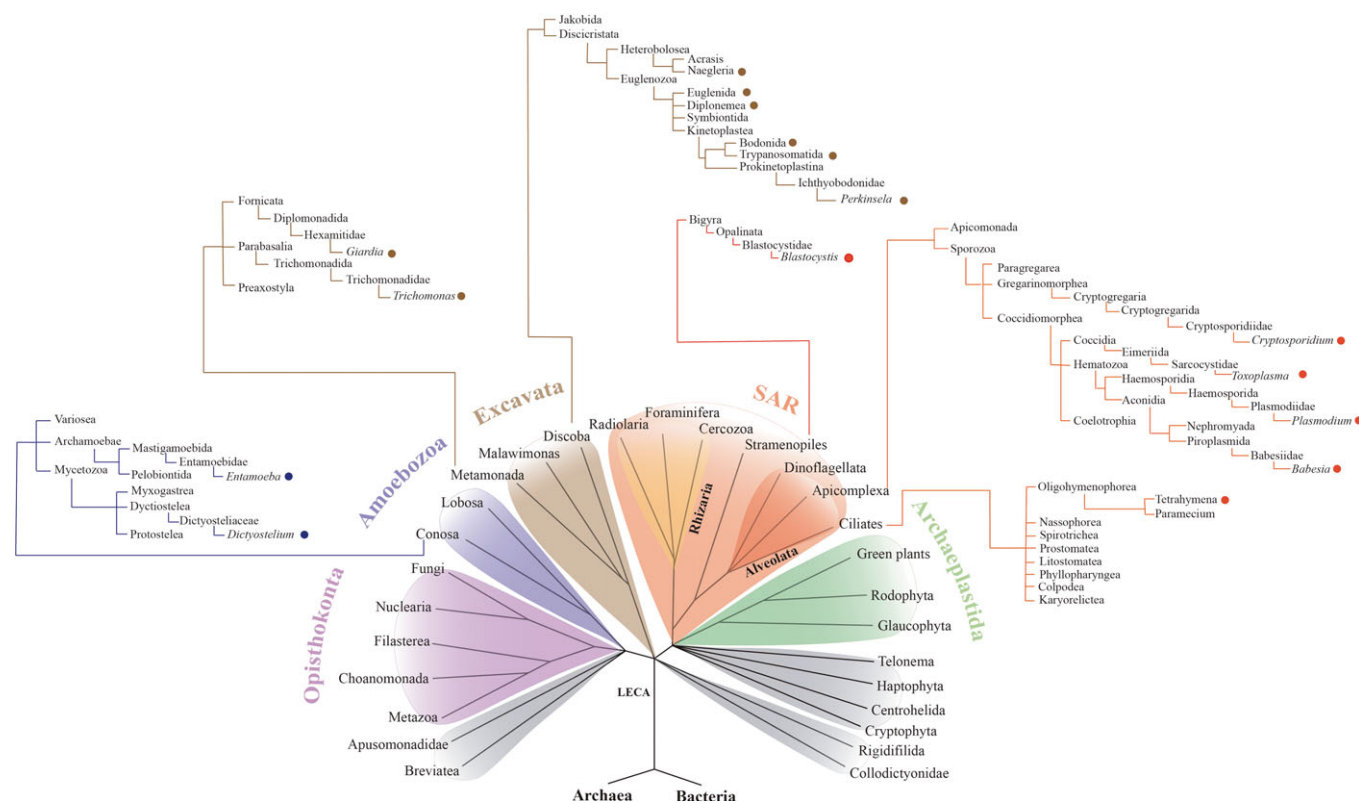 Jakobida
Discicristata
Heterobolosea
Acrasis
Naegleria
Euglenozoa
Euglenida
Diplonemea
Symbiontida
Kinetoplastea
Bodonida
Trypanosomatida
Prokinetoplastina
Ichthyobodonidae
Perkinsela
Fornicata
Diplomonadida
Hexamitidae
Giardia
Parabasalia
Trichomonadida
Trichomonadidae
Preaxostyla
Trichomonas
Bigyra
Opalinata
Blastocystidae
Blastocystis
Apicomonada
Sporozoa
Paragregarea
Gregarinomorphea
Cryptogregaria
Cryptogregarida
Coccidiomorphea
Cryptosporidiidae
Cryptosporidium
Coccidia
Eimeriida
Hematozoa
Sarcocystidae
Toxoplasma
Haemosporidia
Haemosporida
Aconidia
Plasmodiidae
Plasmodium
Coelotrophia
Nephromyada
Piroplasmida
Babesiidae
Babesia
Variosea
Archamoebae
Mastigamoebida
Entamoebidae
Mycetozoa
Pelobiontida
Entamoeba
Myxogastrea
Dyctiostelea
Dictyosteliaceae
Protostelea
Dictyostelium
Oligohymenophorea
Tetrahymena
Paramecium
Nassophorea
Spirotrichea
Prostomatea
Litostomatea
Phyllopharyngea
Colpodea
Karyorelictea
Opisthokonta
Amoebozoa
Excavata
SAR
Archaeplastida
Radiolaria
Foraminifera
Cercozoa
Stramenopiles
Dinoflagellata
Apicomplexa
Ciliates
Rhizaria
Alveolata
Discoba
Malawimonas
Metamonada
Lobosa
Conosa
Fungi
Nuclearia
Filasterea
Choanomonada
Metazoa
Apusomonadidae
Breviatea
Green plants
Rodophyta
Glaucophyta
Telonema
Haptophyta
Centrohelida
Cryptophyta
Rigidifilida
Collodictyonidae
LECA
Archaea
Bacteria